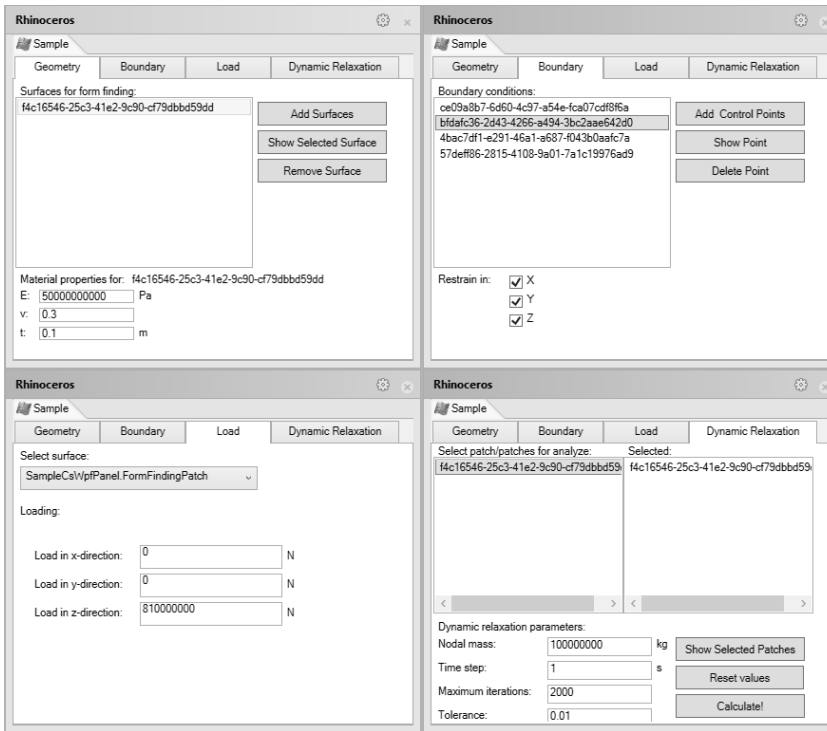 Rhinoceros
Sample
Geometry Boundary Load Dynamic Relaxation
Surfaces for form finding:
f4c16546-25c3-41e2-9c90-cf79dbbd59dd
Add Surfaces
Show Selected Surface
Remove Surface
Material properties for: f4c16546-25c3-41e2-9c90-cf79dbbd59dd
E: 50000000000 Pa
v: 0.3
t: 0.1 m
Rhinoceros
Sample
Geometry Boundary Load Dynamic Relaxation
Boundary conditions:
ce09a8b7-6d60-4c97-a54e-fca07cdf8f6a
bfdafc36-2d43-4266-a494-3bc2aae642d0
4bac7df1-e291-46a1-a687-f043b0aafc7a
57deff86-2815-4108-9a01-7a1c19976ad9
Add Control Points
Show Point
Delete Point
Restrain in: X
Y
Z
Rhinoceros
Sample
Geometry Boundary Load Dynamic Relaxation
Select surface:
SampleCsWpfPanel.FormFindingPatch
Loading:
Load in x-direction: 0 N
Load in y-direction: 0 N
Load in z-direction: 810000000 N
Rhinoceros
Sample
Geometry Boundary Load Dynamic Relaxation
Select patch/patches for analyze: Selected:
f4c16546-25c3-41e2-9c90-cf79dbbd59 f4c16546-25c3-41e2-9c90-cf79dbbd59
Dynamic relaxation parameters:
Nodal mass: 100000000 kg
Time step: 1 s
Maximum iterations: 2000
Tolerance: 0.01
Show Selected Patches
Reset values
Calculate!